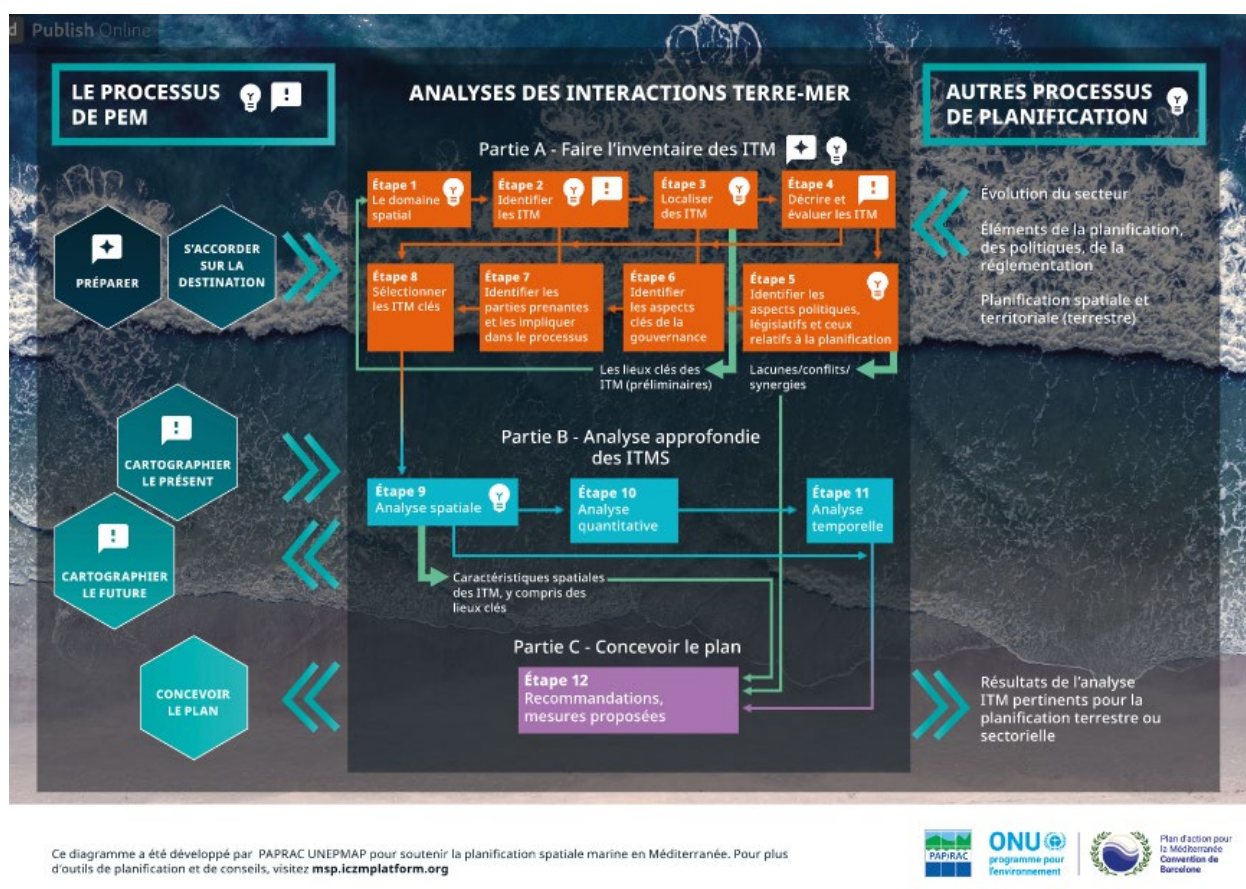 d Publish Online
LE PROCESSUS
DE PEM
ANALYSES DES INTERACTIONS TERRE-MER
AUTRES PROCESSUS
DE PLANIFICATION
Partie A - Faire l'inventaire des ITM
Étape 1
Le domaine
spatial
Étape 2
Identifier
les ITM
Étape 3
Localiser
des ITM
Étape 4
Décrire et
évaluer les ITM
Étape 8
Sélectionner
les ITM clés
Étape 7
Identifier les
parties prenantes
et les impliquer
dans le processus
Étape 6
Identifier
les aspects
clés de la
gouvernance
Étape 5
Identifier les
aspects politiques,
législatifs et ceux
relatifs à la planification
Les lieux clés des
ITM (préliminaires)
Lacunes/conflits/
synergies
PRÉPARER
S'ACCORDER
SUR LA
DESTINATION
Évolution du secteur
Éléments de la planification,
des politiques, de la
réglementation
Planification spatiale et
territoriale (terrestre)
Partie B - Analyse approfondie
des ITMS
CARTOGRAPHIER
LE PRÉSENT
Étape 9
Analyse spatiale
Étape 10
Analyse
quantitative
Étape 11
Analyse
temporelle
CARTOGRAPHIER
LE FUTURE
Caractéristiques spatiales
des ITM, y compris des
lieux clés
Partie C - Concevoir le plan
Étape 12
Recommandations,
mesures proposées
CONCEVOIR
LE PLAN
Résultats de l'analyse
ITM pertinents pour la
planification terrestre ou
sectorielle
Ce diagramme a été développé par PAPRAC UNEPMAP pour soutenir la planification spatiale marine en Méditerranée. Pour plus
d'outils de planification et de conseils, visitez msp.iczmplatform.org
PAP/RAC
ONU
programme pour
l'environnement
Plan d'action pour
la Méditerranée
Convention de
Barcelone